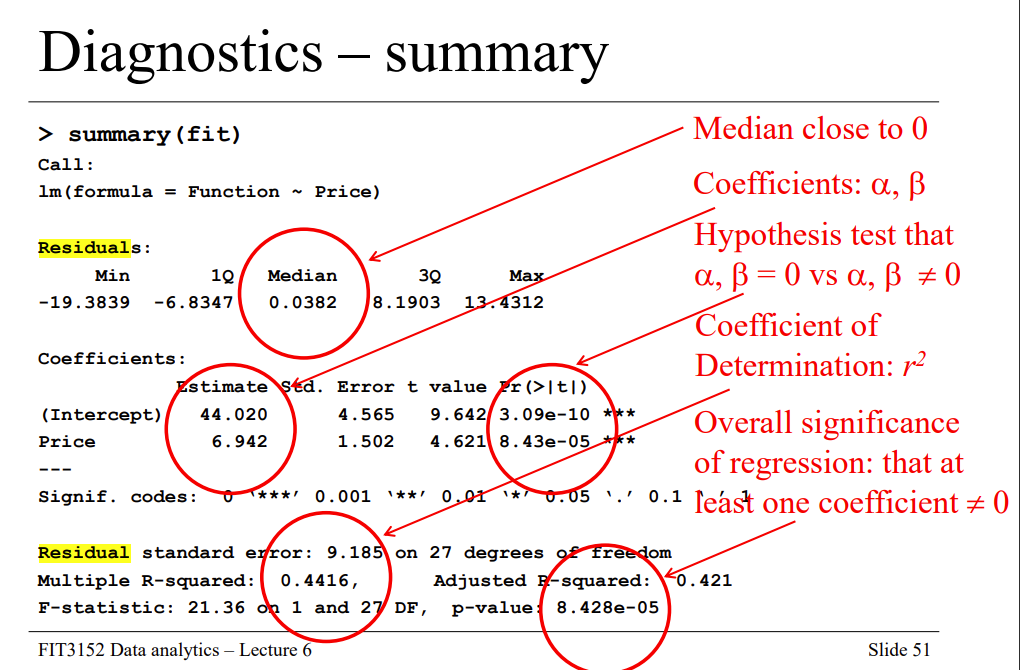 Diagnostics – summary
> summary(fit)
Call:
lm(formula = Function ~ Price)
Residuals:
Min 1Q Median 3Q Max
-19.3839 -6.8347 0.0382 8.1903 13.4312
Coefficients:
Estimate Std. Error t value Pr(>|t|)
(Intercept) 44.020 4.565 9.642 3.09e-10 ***
Price 6.942 1.502 4.621 8.43e-05 ***
---
Signif. codes: 0 ‘***’ 0.001 ‘**’ 0.01 ‘*’ 0.05 ‘.’ 0.1 ‘ ’ 1
Residual standard error: 9.185 on 27 degrees of freedom
Multiple R-squared: 0.4416, Adjusted R-squared: 0.421
F-statistic: 21.36 on 1 and 27 DF, p-value: 8.428e-05
Median close to 0
Coefficients: α, β
Hypothesis test that
α, β = 0 vs α, β ≠ 0
Coefficient of
Determination: r²
Overall significance
of regression: that at
least one coefficient ≠ 0
FIT3152 Data analytics – Lecture 6
Slide 51